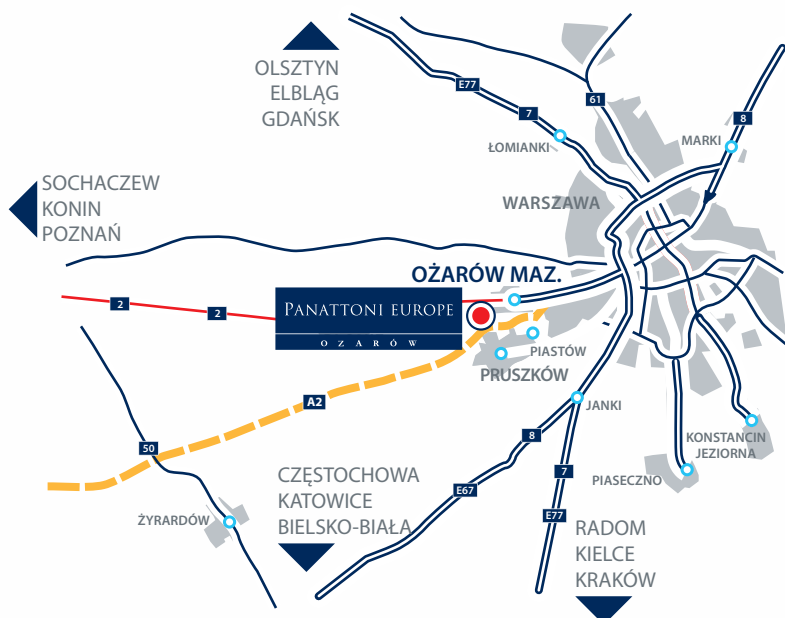 OLSZTYN
ELBLĄG
GDAŃSK
E77
7
61
8
ŁOMIANKI
MARKI
SOCHACZEW
KONIN
POZNAŃ
WARSZAWA
OŻARÓW MAZ.
2
2
PANATTONI EUROPE
OZARÓW
PIASTÓW
PRUSZKÓW
A2
JANKI
50
8
KONSTANCIN
JEZIORNA
CZĘSTOCHOWA
KATOWICE
BIELSKO-BIAŁA
E67
7
PIASECZNO
ŻYRARDÓW
E77
RADOM
KIELCE
KRAKÓW